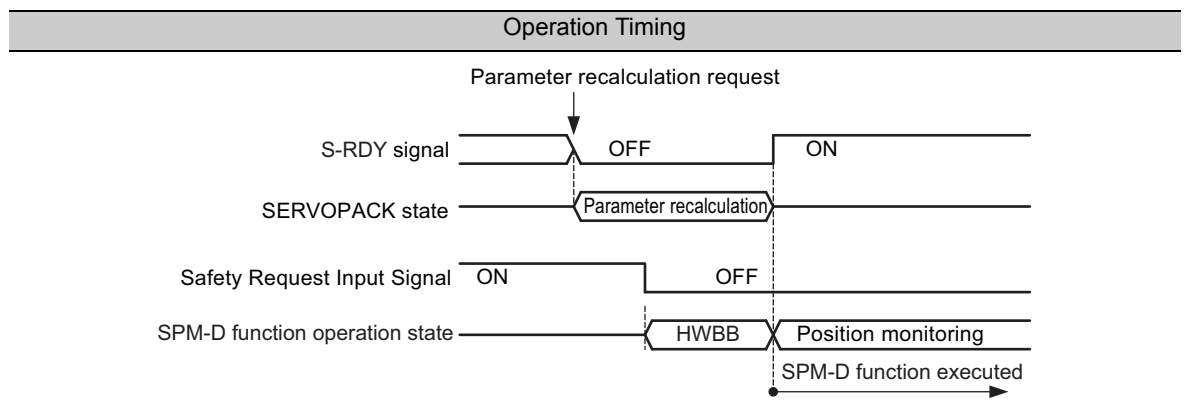 Operation Timing
Parameter recalculation request
S-RDY signal
OFF
ON
SERVOPACK state
Parameter recalculation
Safety Request Input Signal
ON
OFF
SPM-D function operation state
HWBB
Position monitoring
SPM-D function executed